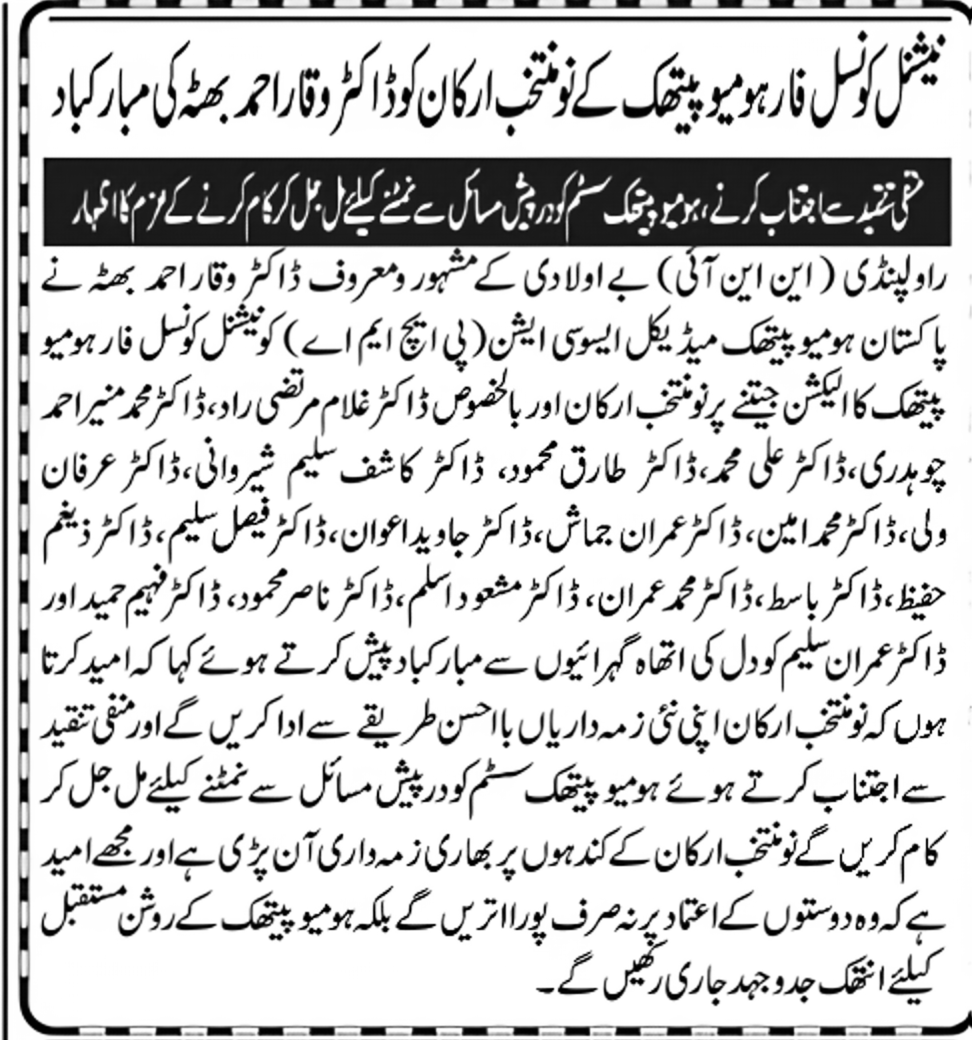 نیشنل کونسل فار ہومیو پیتھک کے نو منتخب ارکان کو ڈاکٹر وقار احمد بھٹہ کی مبارکباد
منفی تنقید سے اجتناب کرنے، ہومیو پیتھک سسٹم کو درپیش مسائل سے نمٹنے کیلئے مل جل کر کام کرنے کے عزم کا اظہار
راولپنڈی (این این آئی) بے اولادی کے مشہور ومعروف ڈاکٹر وقار احمد بھٹہ نے
پاکستان ہومیو پیتھک میڈیکل ایسوسی ایشن (پی ایچ ایم اے) کو نیشنل کونسل فار ہومیو
پیتھک کا الیکشن جیتنے پر نو منتخب ارکان اور بالخصوص ڈاکٹر غلام مرتضی راد، ڈاکٹر محمد منیر احمد
چوہدری، ڈاکٹر علی محمد، ڈاکٹر طارق محمود، ڈاکٹر کاشف سلیم شیروانی، ڈاکٹر عرفان
ولی، ڈاکٹر محمد امین، ڈاکٹر عمران جماش، ڈاکٹر جاوید اعوان، ڈاکٹر فیصل سلیم، ڈاکٹر ذیغم
حفیظ، ڈاکٹر باسط، ڈاکٹر محمد عمران، ڈاکٹر مشعود اسلم، ڈاکٹر ناصر محمود، ڈاکٹر فہیم حمید اور
ڈاکٹر عمران سلیم کو دل کی اتھاہ گہرائیوں سے مبارکباد پیش کرتے ہوئے کہا کہ امید کرتا
ہوں کہ نو منتخب ارکان اپنی نئی زمہ داریاں بااحسن طریقے سے ادا کریں گے اور منفی تنقید
سے اجتناب کرتے ہوئے ہومیو پیتھک سسٹم کو درپیش مسائل سے نمٹنے کیلئے مل جل کر
کام کریں گے نو منتخب ارکان کے کندہوں پر بھاری زمہ داری آن پڑی ہے اور مجھے امید
ہے کہ وہ دوستوں کے اعتماد پر نہ صرف پورا اتریں گے بلکہ ہومیو پیتھک کے روشن مستقبل
کیلئے انتھک جدوجہد جاری رکھیں گے۔